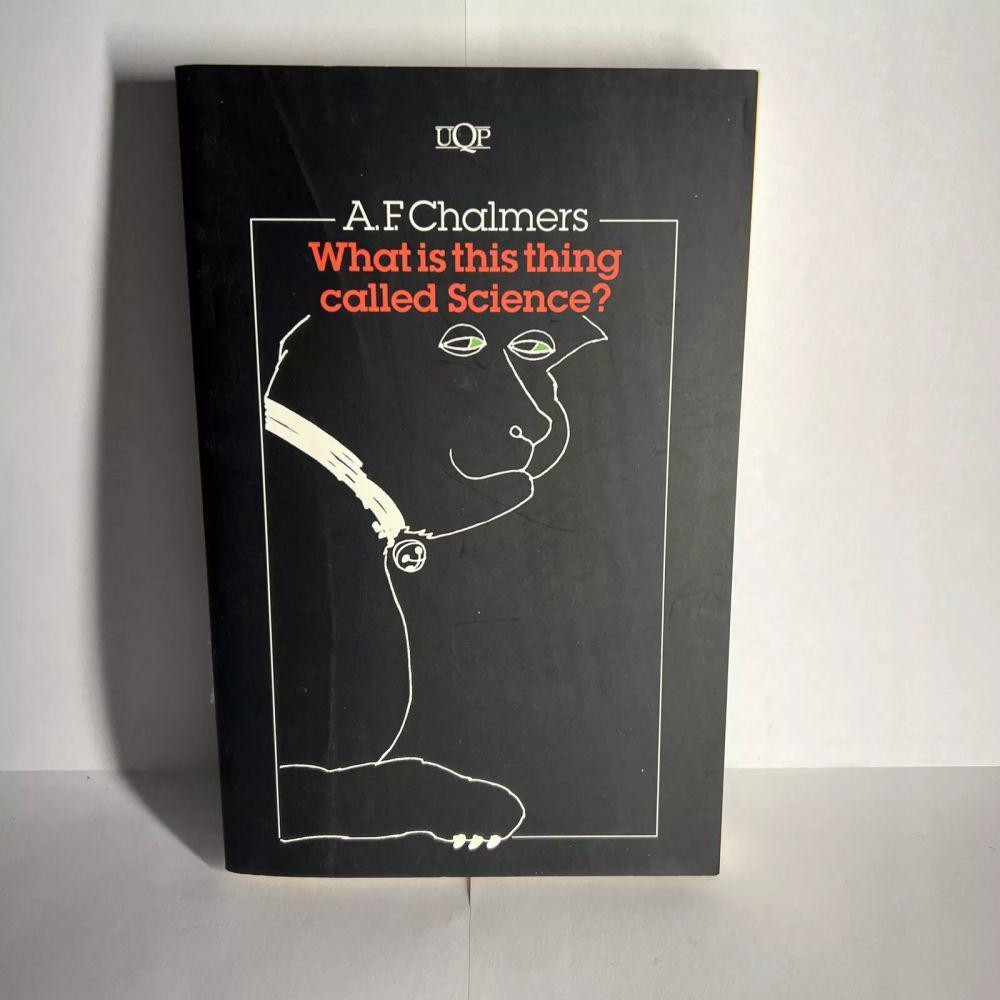 UQP
A.F. Chalmers
What is this thing
called Science?